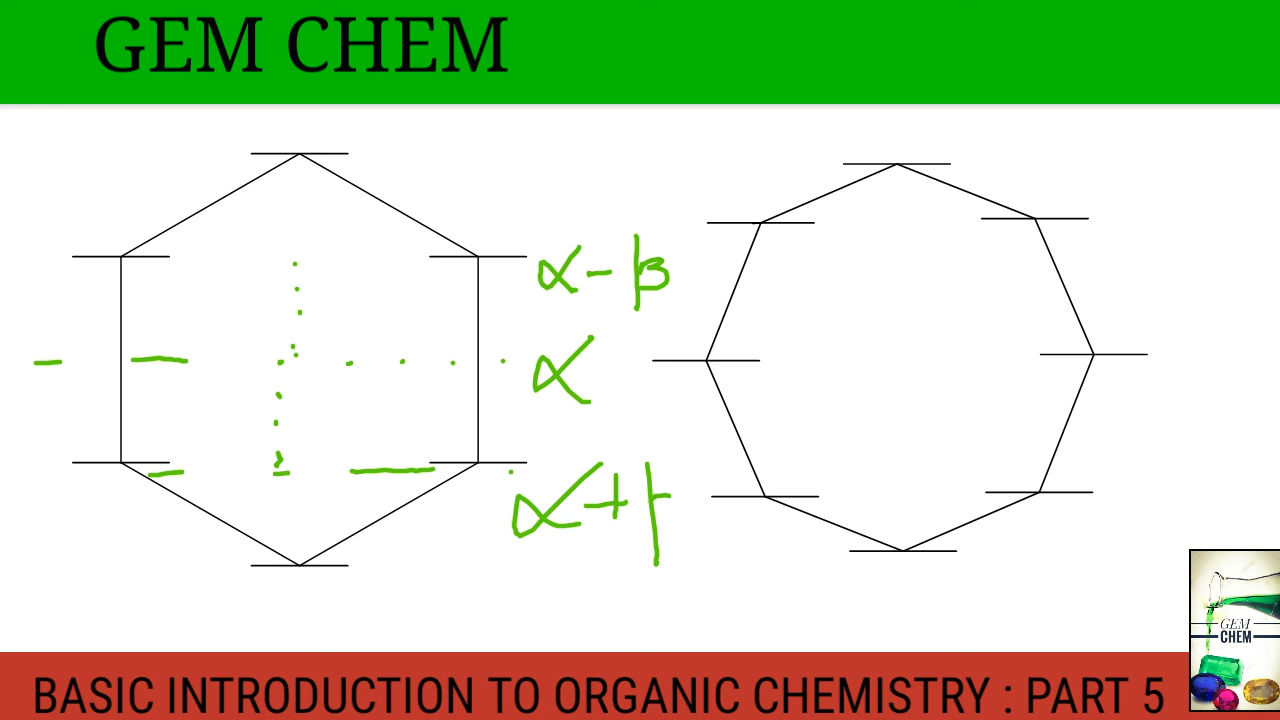 GEM CHEM
α - β
α
α +
GEM
CHEM
BASIC INTRODUCTION TO ORGANIC CHEMISTRY : PART 5